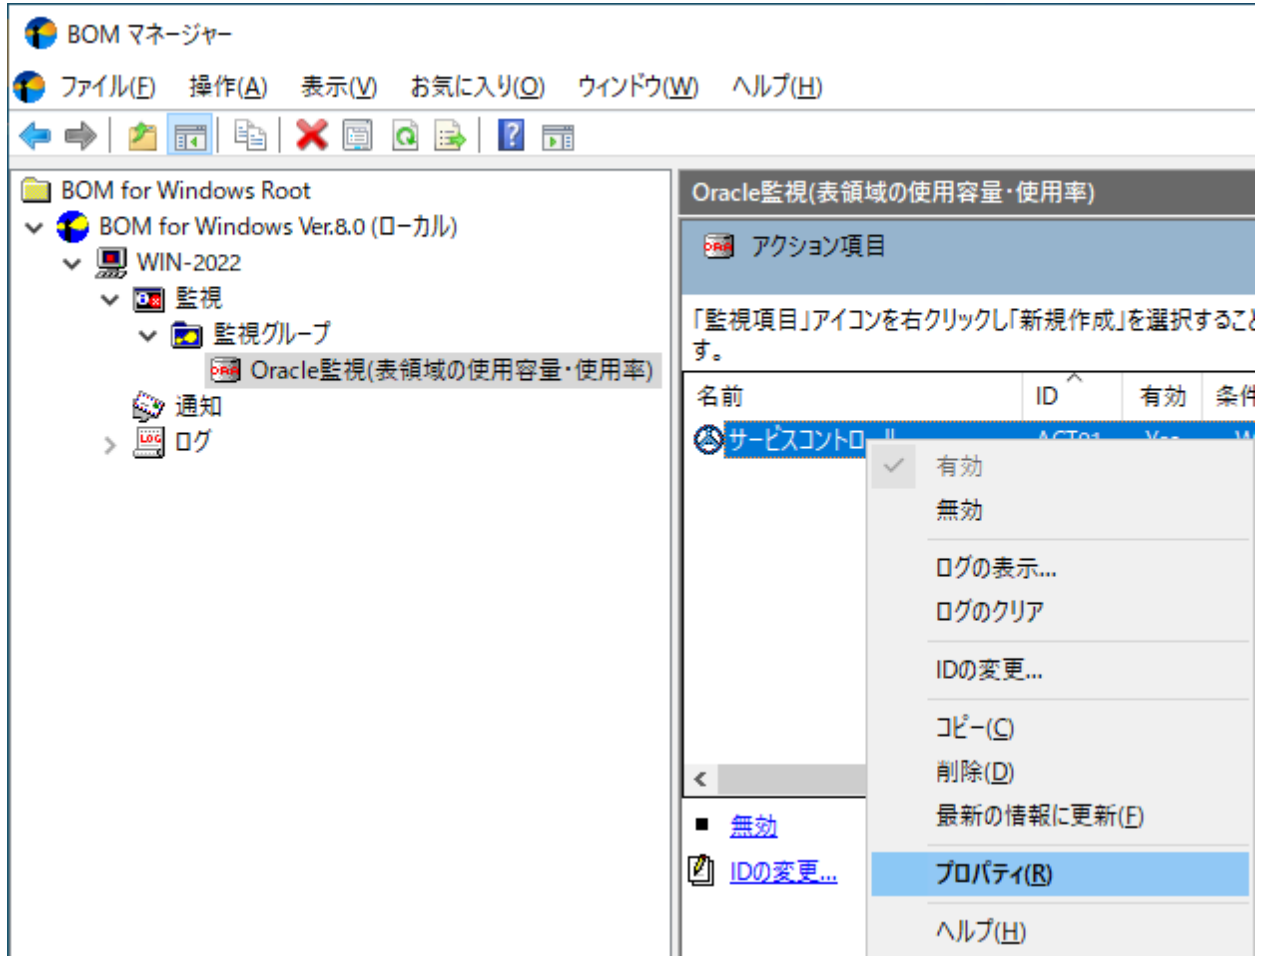 BOM マネージャー
ファイル(F) 操作(A) 表示(V) お気に入り(O) ウィンドウ(W) ヘルプ(H)
BOM for Windows Root
BOM for Windows Ver.8.0 (ローカル)
WIN-2022
監視
監視グループ
Oracle監視(表領域の使用容量・使用率)
通知
ログ
Oracle監視(表領域の使用容量・使用率)
アクション項目
「監視項目」アイコンを右クリックし「新規作成」を選択すること
す。
名前 ID 有効 条件
サービスコントロール ACT01 Yes W
有効
無効
ログの表示...
ログのクリア
IDの変更...
コピー(C)
削除(D)
最新の情報に更新(F)
プロパティ(R)
ヘルプ(H)
無効
IDの変更...